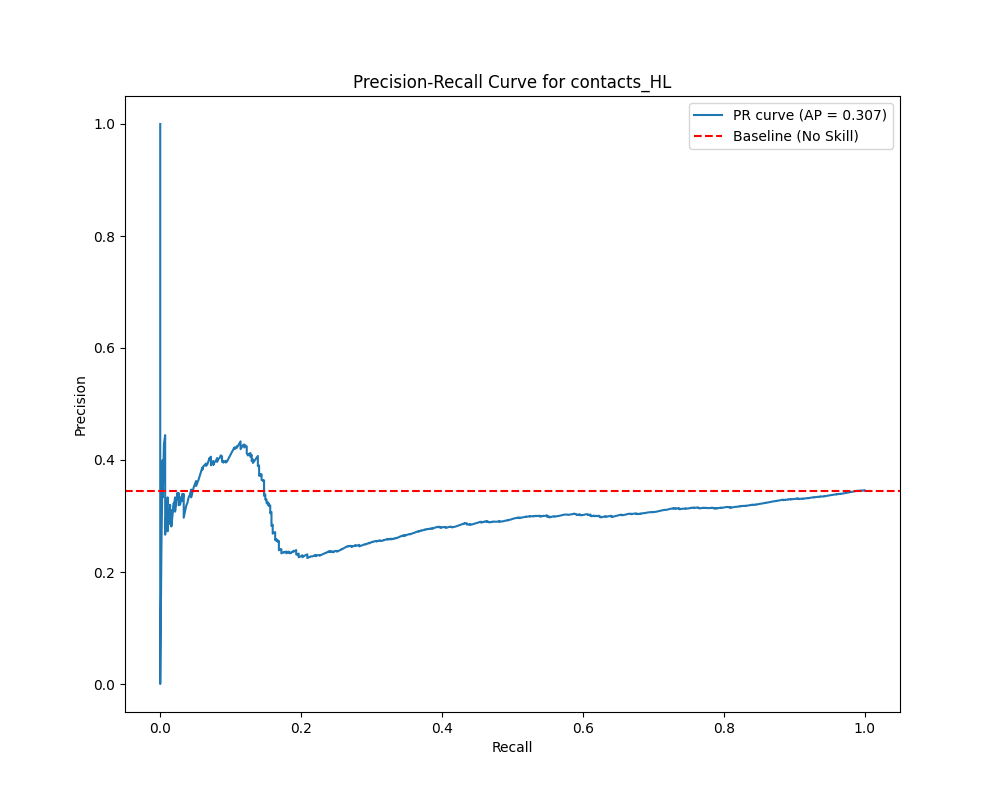 Precision-Recall Curve for contacts_HL
PR curve (AP = 0.307)
Baseline (No Skill)
1.0
0.8
0.6
0.4
0.2
0.0
Precision
0.0 0.2 0.4 0.6 0.8 1.0
Recall